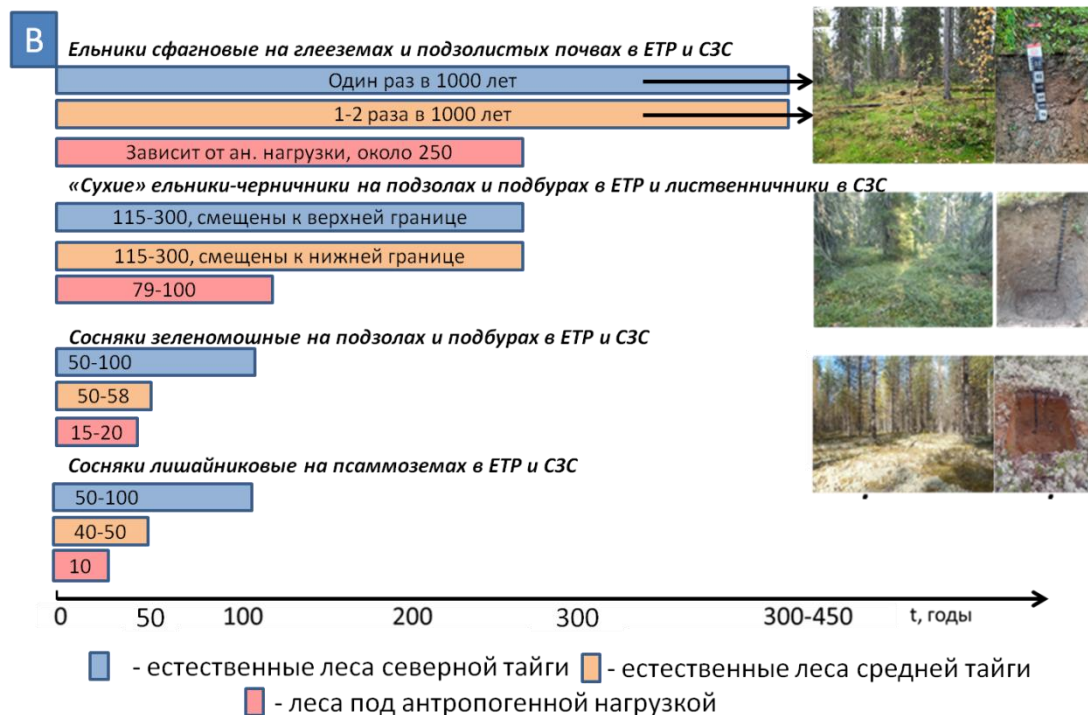 В
Ельники сфагновые на глееземах и подзолистых почвах в ЕТР и СЗС
Один раз в 1000 лет
1-2 раза в 1000 лет
Зависит от ан. нагрузки, около 250
«Сухие» ельники-черничники на подзолах и подбурах в ЕТР и лиственничники в СЗС
115-300, смещены к верхней границе
115-300, смещены к нижней границе
79-100
Сосняки зеленомошные на подзолах и подбурах в ЕТР и СЗС
50-100
50-58
15-20
Сосняки лишайниковые на псаммоземах в ЕТР и СЗС
50-100
40-50
10
0 50 100 200 300 300-450 t, годы
- естественные леса северной тайги - естественные леса средней тайги
- леса под антропогенной нагрузкой